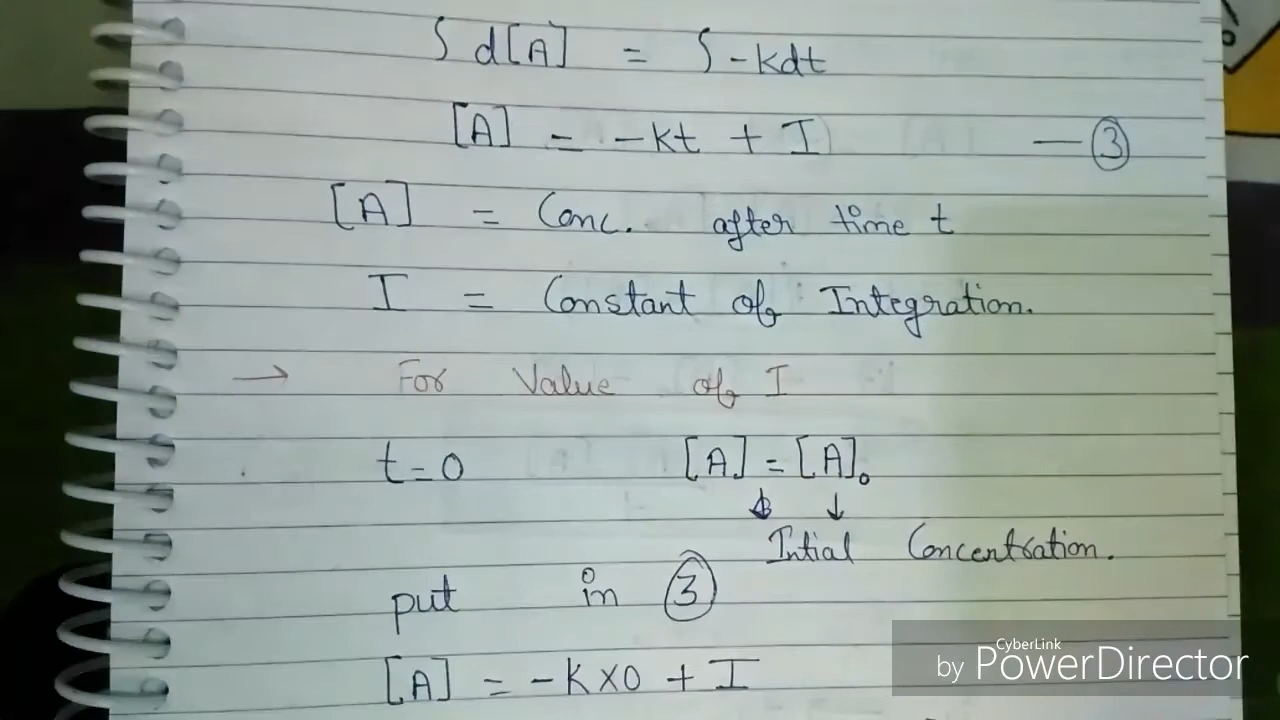 ∫ d[A] = ∫ -kdt
[A] = -kt + I — ③
[A] = Conc. after time t
I = Constant of Integration.
→ For Value of I
t=0 [A] = [A]₀
↓ ↓
Intial Concentration.
put in ③
[A] = -k×0 + I
CyberLink
by PowerDirector